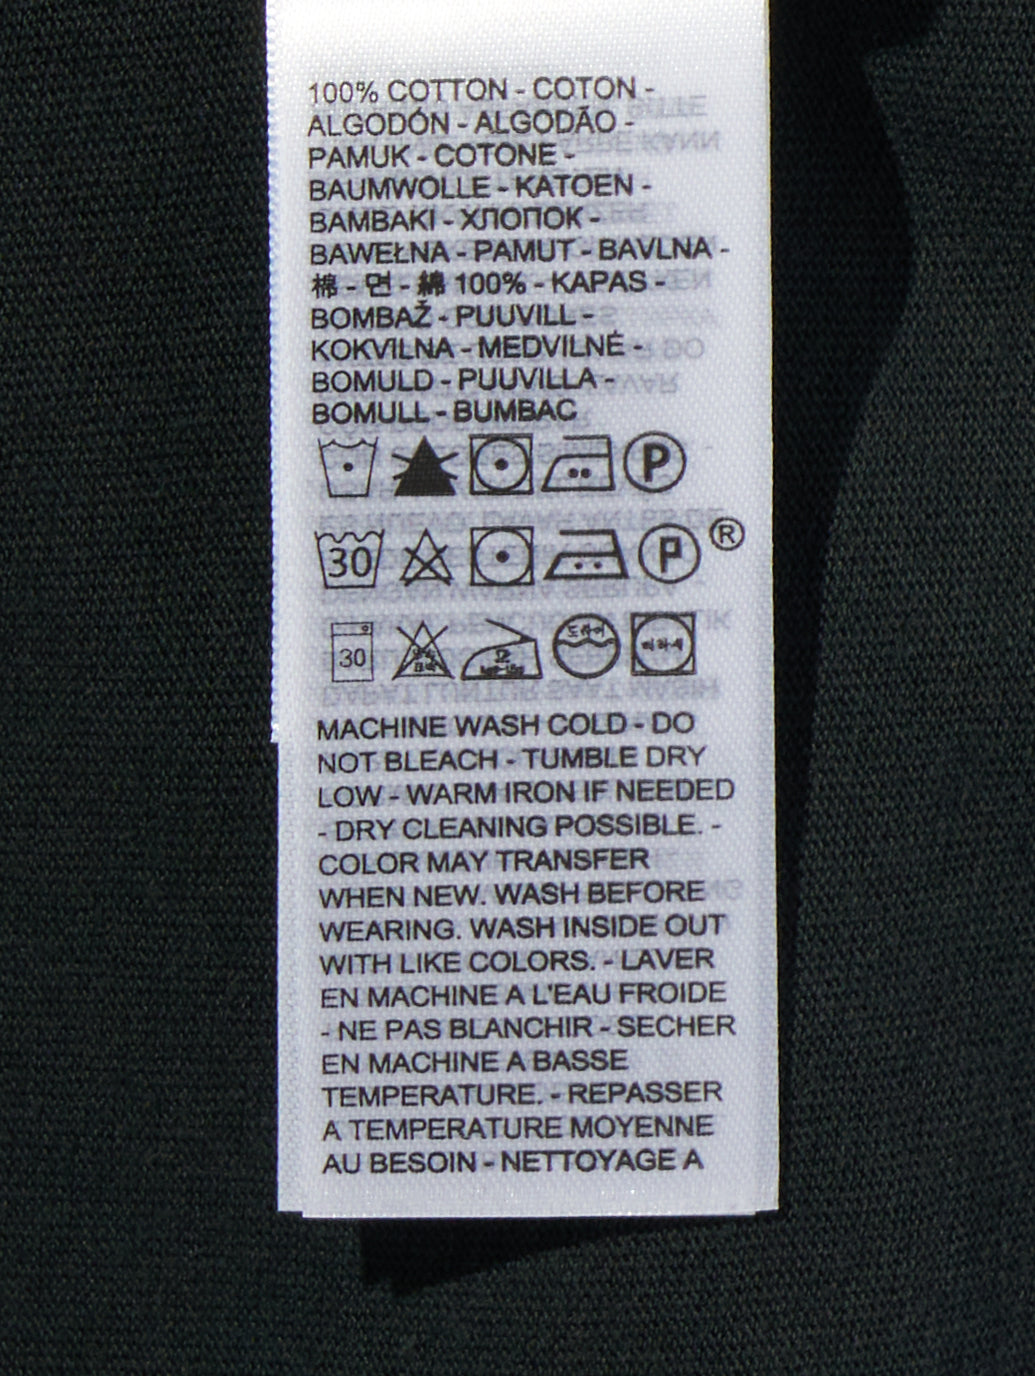 100% COTTON - COTON -
ALGODÓN - ALGODÃO -
PAMUK - COTONE -
BAUMWOLLE - KATOEN -
BAMBAKI - ХЛОПОК -
BAWEŁNA - PAMUT - BAVLNA -
棉 - 면 - 綿 100% - KAPAS -
BOMBAŽ - PUUVILL -
KOKVILNA - MEDVILNĖ -
BOMULD - PUUVILLA -
BOMULL - BUMBAC
P
30 P ®
30 드라이
MACHINE WASH COLD - DO
NOT BLEACH - TUMBLE DRY
LOW - WARM IRON IF NEEDED
- DRY CLEANING POSSIBLE. -
COLOR MAY TRANSFER
WHEN NEW. WASH BEFORE
WEARING. WASH INSIDE OUT
WITH LIKE COLORS. - LAVER
EN MACHINE A L'EAU FROIDE
- NE PAS BLANCHIR - SECHER
EN MACHINE A BASSE
TEMPERATURE. - REPASSER
A TEMPERATURE MOYENNE
AU BESOIN - NETTOYAGE A